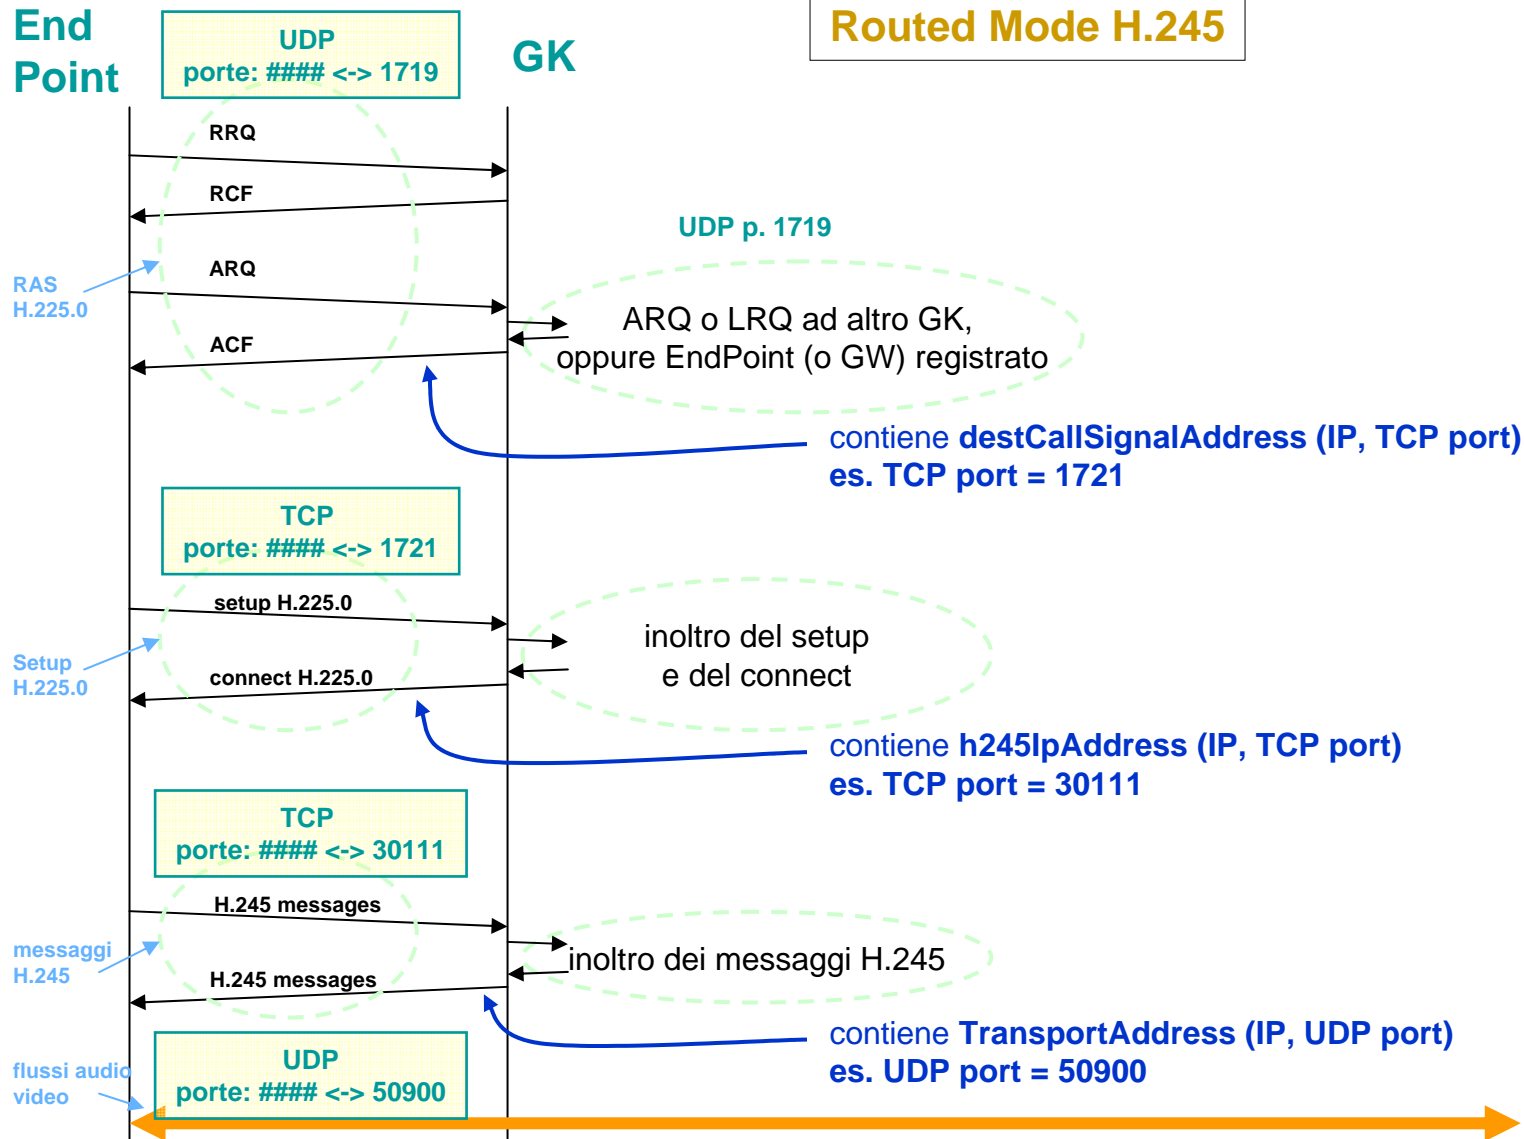 End
Point
UDP
porte: #### <-> 1719
GK
Routed Mode H.245
RRQ
RCF
UDP p. 1719
RAS
H.225.0
ARQ
ACF
ARQ o LRQ ad altro GK,
oppure EndPoint (o GW) registrato
contiene destCallSignalAddress (IP, TCP port)
es. TCP port = 1721
TCP
porte: #### <-> 1721
setup H.225.0
Setup
H.225.0
connect H.225.0
inoltro del setup
e del connect
contiene h245IpAddress (IP, TCP port)
es. TCP port = 30111
TCP
porte: #### <-> 30111
H.245 messages
messaggi
H.245
H.245 messages
inoltro dei messaggi H.245
contiene TransportAddress (IP, UDP port)
es. UDP port = 50900
UDP
porte: #### <-> 50900
flussi audio
video